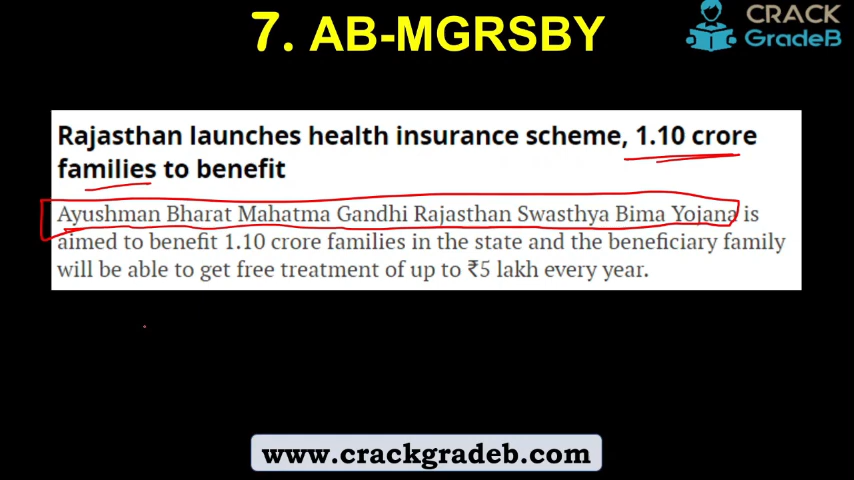 7. AB-MGRSBY
CRACK
GradeB
Rajasthan launches health insurance scheme, 1.10 crore
families to benefit
Ayushman Bharat Mahatma Gandhi Rajasthan Swasthya Bima Yojana is
aimed to benefit 1.10 crore families in the state and the beneficiary family
will be able to get free treatment of up to ₹5 lakh every year.
www.crackgradeb.com